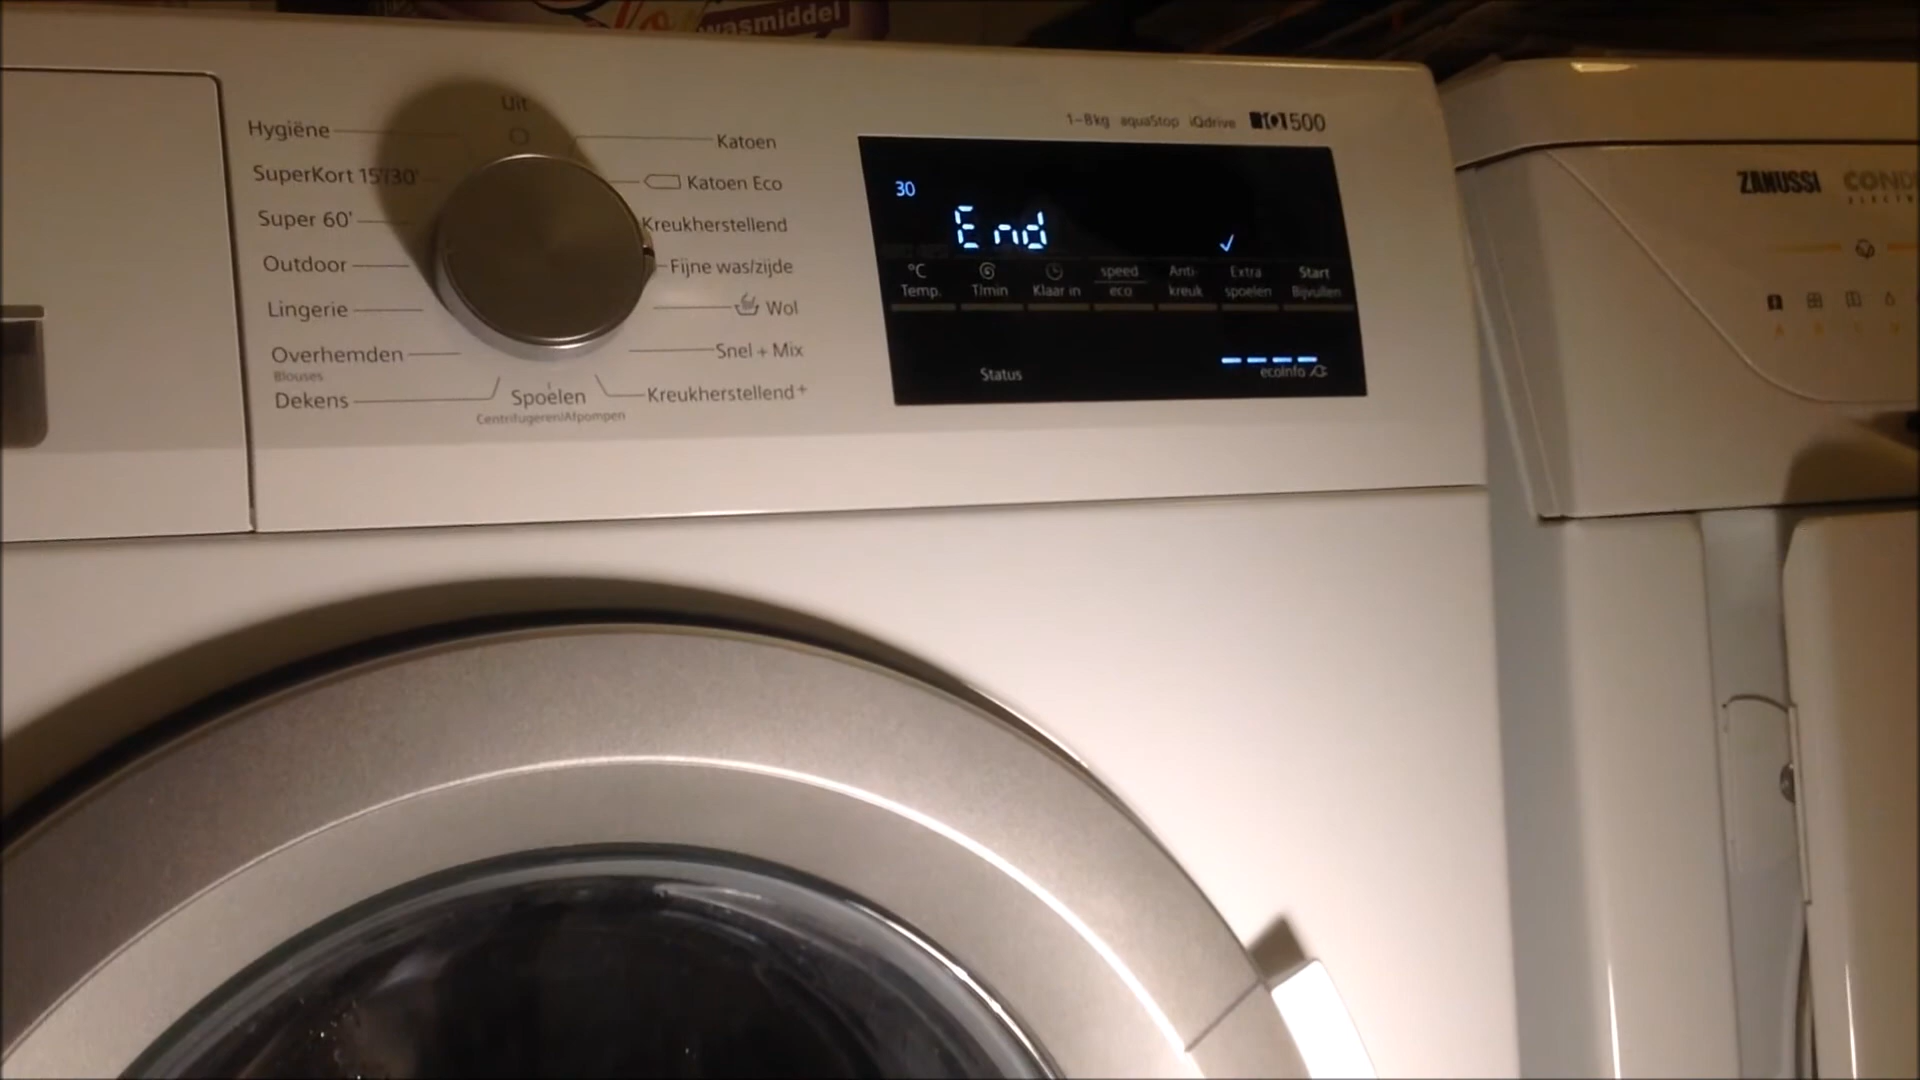 wasmiddel
Uit
Hygiëne
SuperKort 15'/30'
Super 60'
Outdoor
Lingerie
Overhemden
Blouses
Dekens
Katoen
Katoen Eco
Kreukherstellend
Fijne was/zijde
Wol
Snel + Mix
Kreukherstellend+
Spoelen
Centrifugeren/Afpompen
1-8kg aquaStop iQdrive iQ500
30
End
✓
°C
Temp.
T/min
Klaar in
speed
eco
Anti-
kreuk
Extra
spoelen
Start
Bijvullen
Status
ecoInfo
ZANUSSI